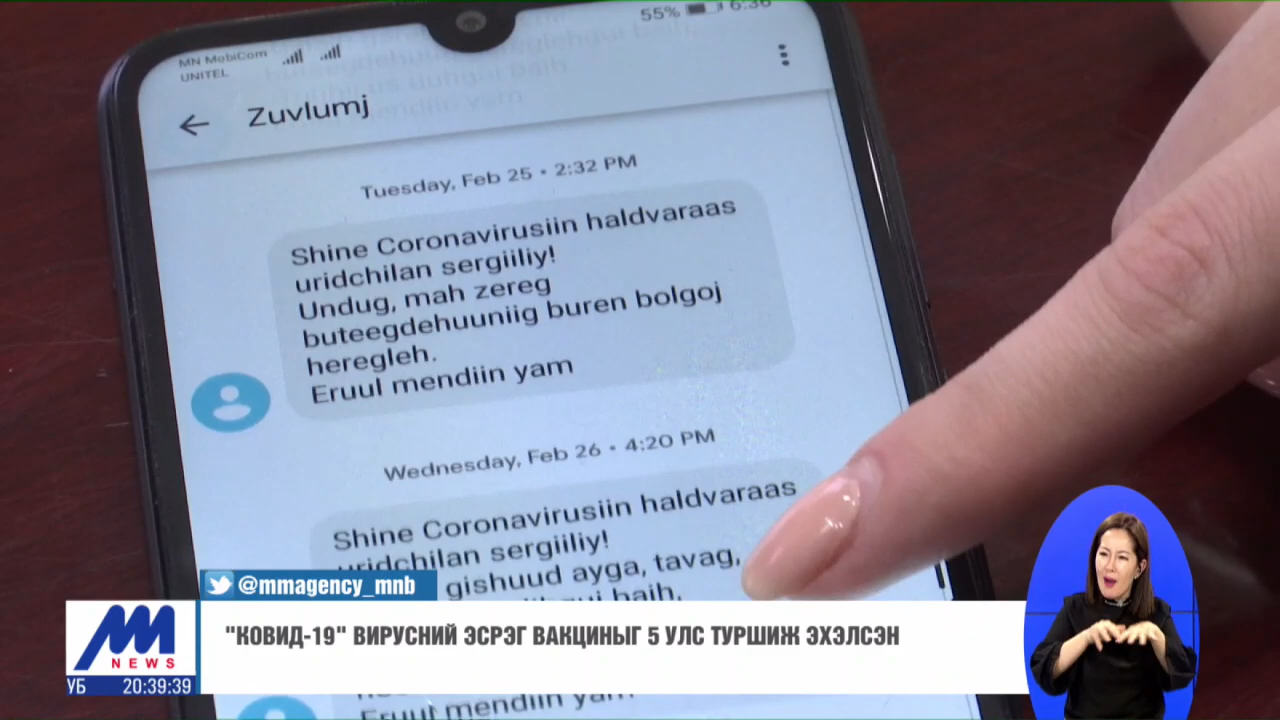 MN MobiCom
UNITEL
55%
6:36
Zuvlumj
Tuesday, Feb 25 • 2:32 PM
Shine Coronavirusiin haldvaraas
uridchilan sergiiliy!
Undug, mah zereg
buteegdehuuniig buren bolgoj
heregleh.
Eruul mendiin yam
Wednesday, Feb 26 • 4:20 PM
Shine Coronavirusiin haldvaraas
uridchilan sergiiliy!
gishuud ayga, tavag,
baih,
Eruul mendiin yam
@mmagency_mnb
"КОВИД-19" ВИРУСНИЙ ЭСРЭГ ВАКЦИНЫГ 5 УЛС ТУРШИЖ ЭХЭЛСЭН
MM
NEWS
УБ 20:39:39